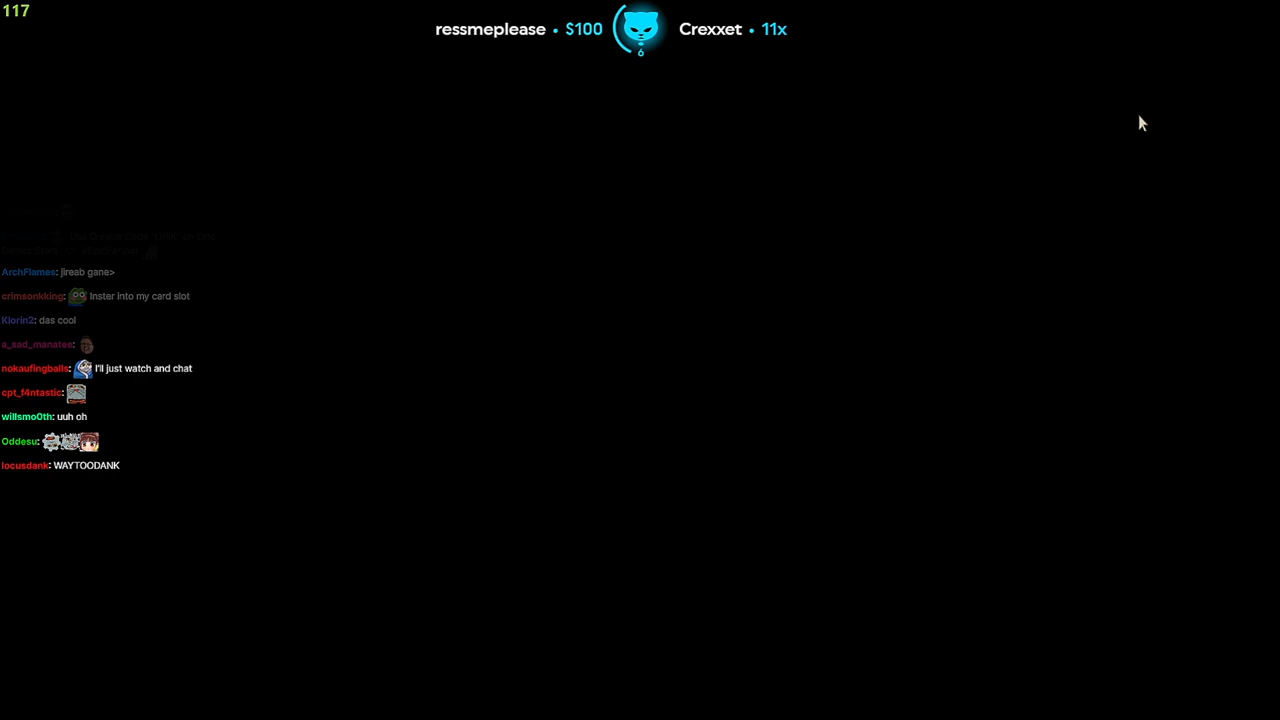 117
ressmeplease • $100
6
Crexxet • 11x
ArchFlames: jireab gane>
crimsonkking: Inster into my card slot
Klorin2: das cool
a_sad_manatee:
nokaufingballs: I'll just watch and chat
cpt_f4ntastic:
willsmo0th: uuh oh
Oddesu:
locusdank: WAYTOODANK